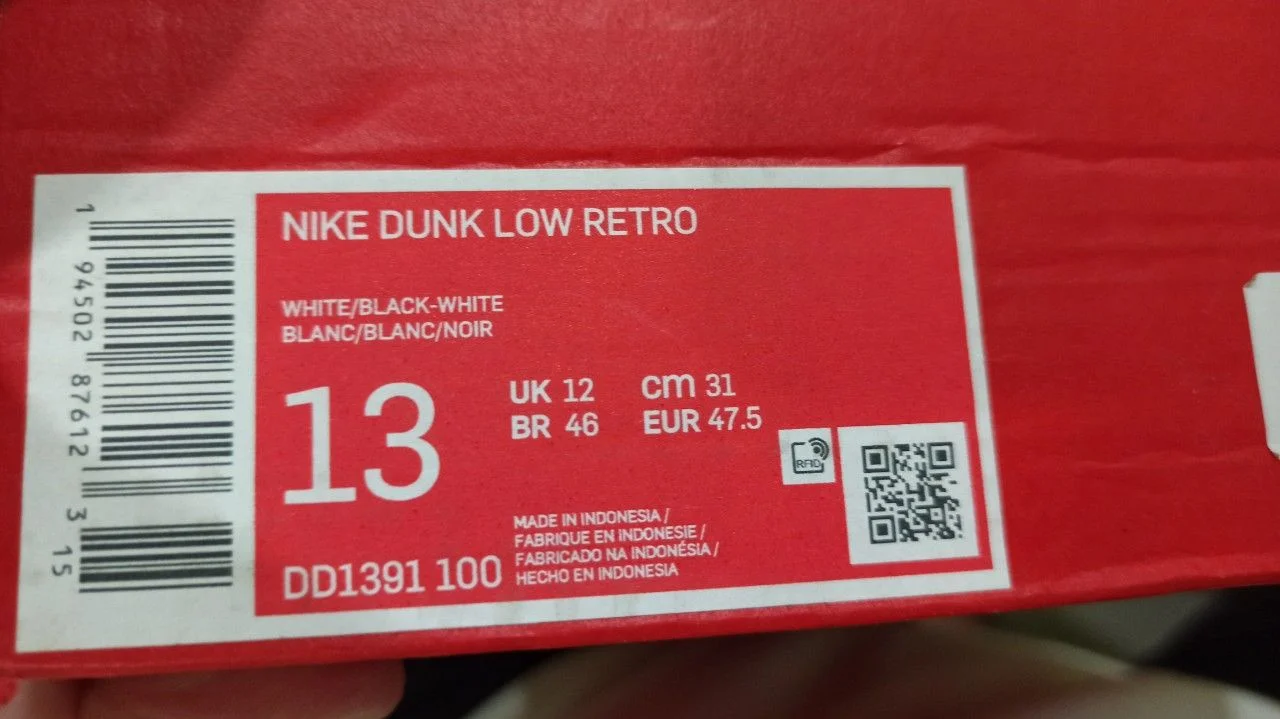 1 94502 87612 3 15
NIKE DUNK LOW RETRO
WHITE/BLACK-WHITE
BLANC/BLANC/NOIR
13
UK 12 cm 31
BR 46 EUR 47.5
RFID
MADE IN INDONESIA /
FABRIQUE EN INDONESIE /
FABRICADO NA INDONÉSIA /
HECHO EN INDONESIA
DD1391 100